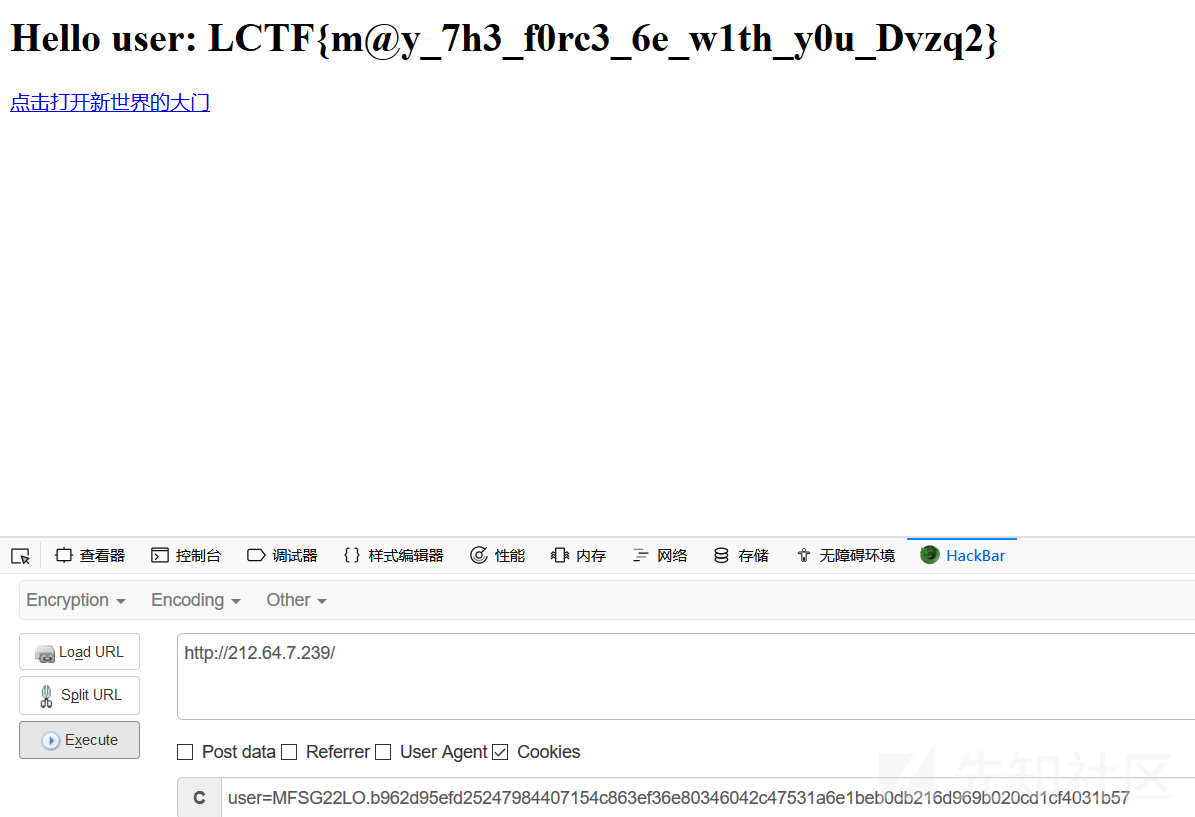 Hello user: LCTF{m@y_7h3_f0rc3_6e_w1th_y0u_Dvzq2}
点击打开新世界的大门
查看器 控制台 调试器 {} 样式编辑器 性能 内存 网络 存储 无障碍环境 HackBar
Encryption Encoding Other
Load URL
http://212.64.7.239/
Split URL
Execute
Post data Referrer User Agent Cookies
先知社区
C user=MFSG22LO.b962d95efd25247984407154c863ef36e80346042c47531a6e1beb0db216d969b020cd1cf4031b57